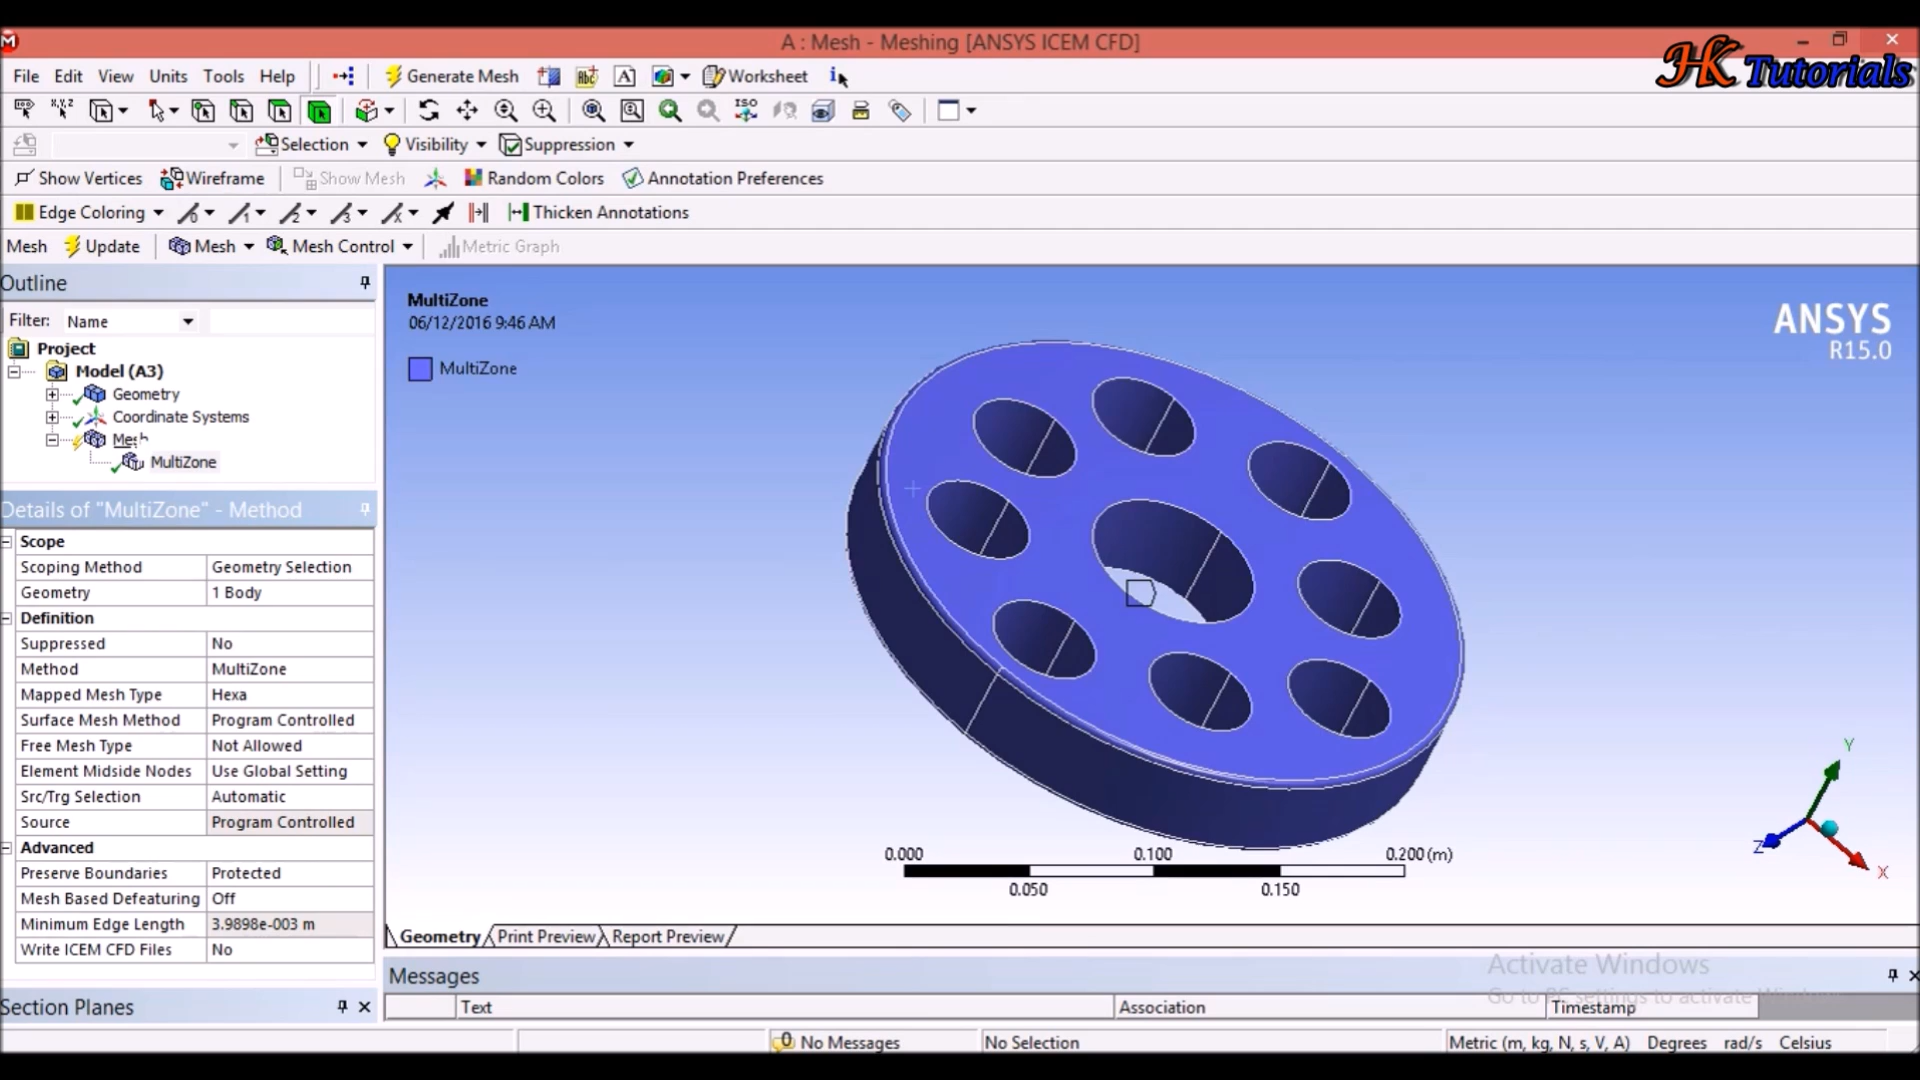 A : Mesh - Meshing [ANSYS ICEM CFD]
HK Tutorials
File Edit View Units Tools Help Generate Mesh Worksheet
ISO
Selection Visibility Suppression
Show Vertices Wireframe Show Mesh Random Colors Annotation Preferences
Edge Coloring Thicken Annotations
Mesh Update Mesh Mesh Control Metric Graph
Outline
Filter: Name
Project
Model (A3)
Geometry
Coordinate Systems
Mesh
MultiZone
Details of "MultiZone" - Method
Scope
Scoping Method Geometry Selection
Geometry 1 Body
Definition
Suppressed No
Method MultiZone
Mapped Mesh Type Hexa
Surface Mesh Method Program Controlled
Free Mesh Type Not Allowed
Element Midside Nodes Use Global Setting
Src/Trg Selection Automatic
Source Program Controlled
Advanced
Preserve Boundaries Protected
Mesh Based Defeaturing Off
Minimum Edge Length 3.9898e-003 m
Write ICEM CFD Files No
Section Planes
MultiZone
06/12/2016 9:46 AM
MultiZone
ANSYS
R15.0
Y
Z
X
0.000 0.100 0.200 (m)
0.050 0.150
Geometry Print Preview Report Preview
Messages
Activate Windows
Go to PC settings to activate Windows.
Text Association Timestamp
No Messages No Selection Metric (m, kg, N, s, V, A) Degrees rad/s Celsius